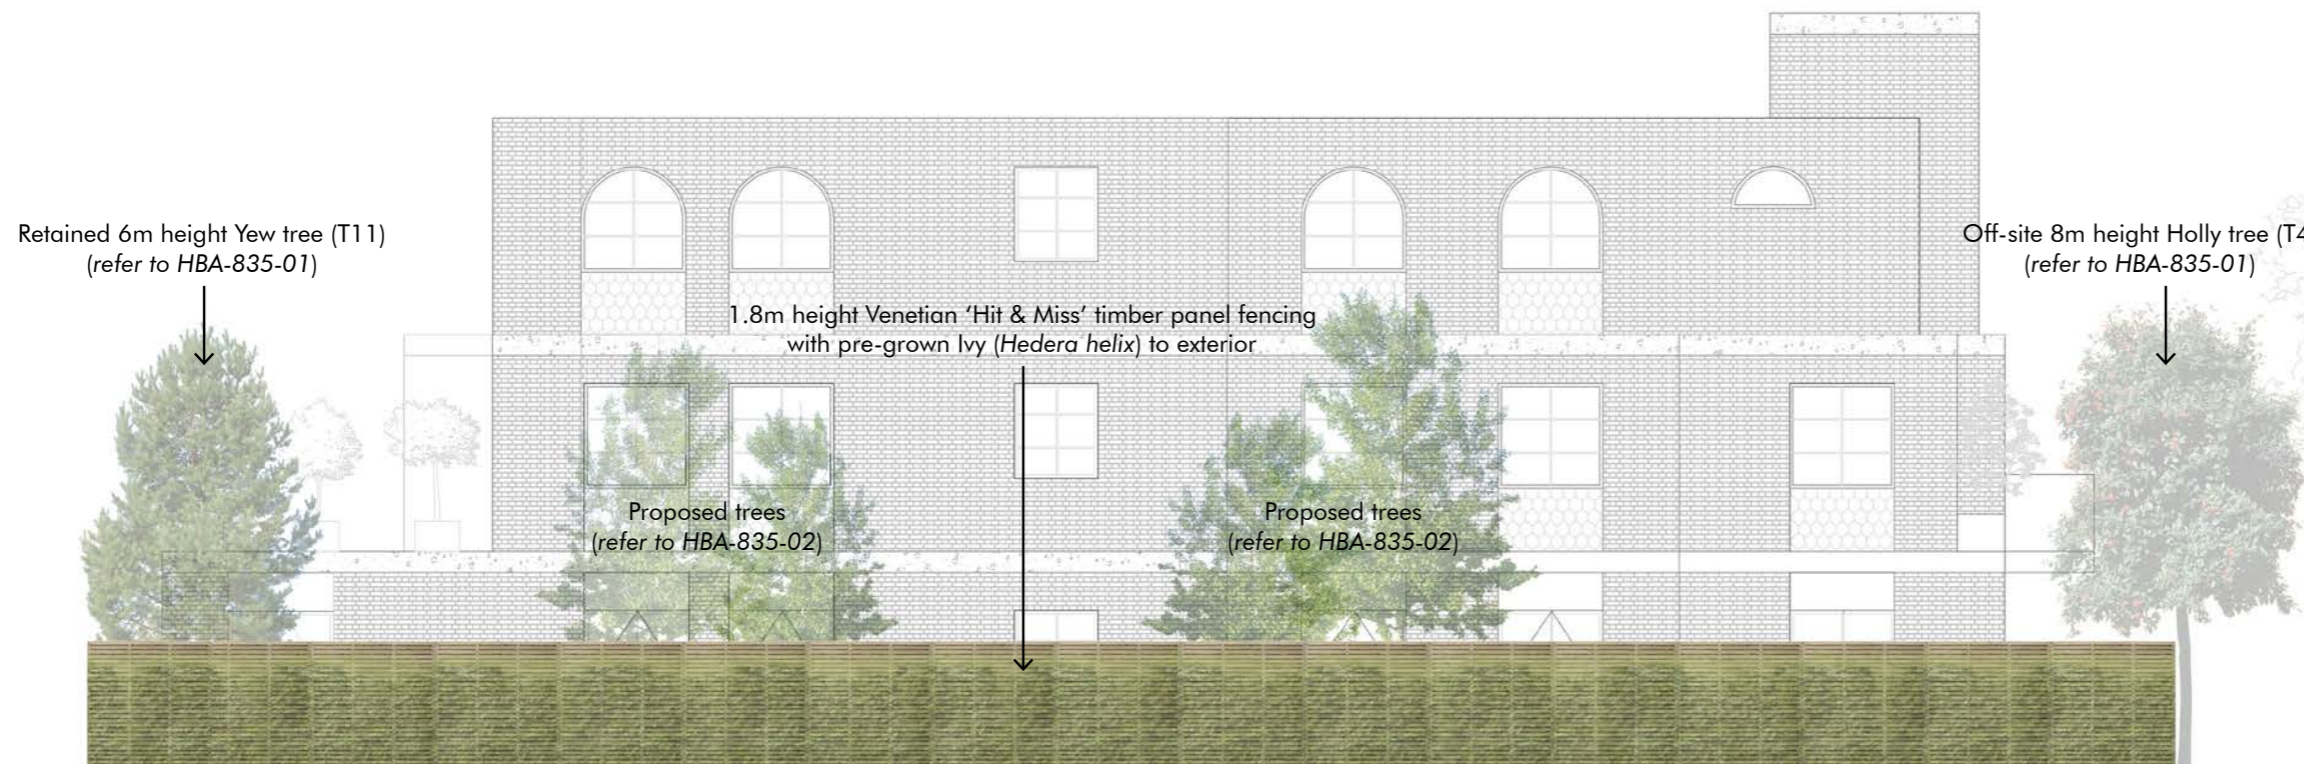 Retained 6m height Yew tree (T11)
(refer to HBA-835-01)
Off-site 8m height Holly tree (T4
(refer to HBA-835-01)
1.8m height Venetian ‘Hit & Miss’ timber panel fencing
with pre-grown Ivy (Hedera helix) to exterior
Proposed trees
(refer to HBA-835-02)
Proposed trees
(refer to HBA-835-02)